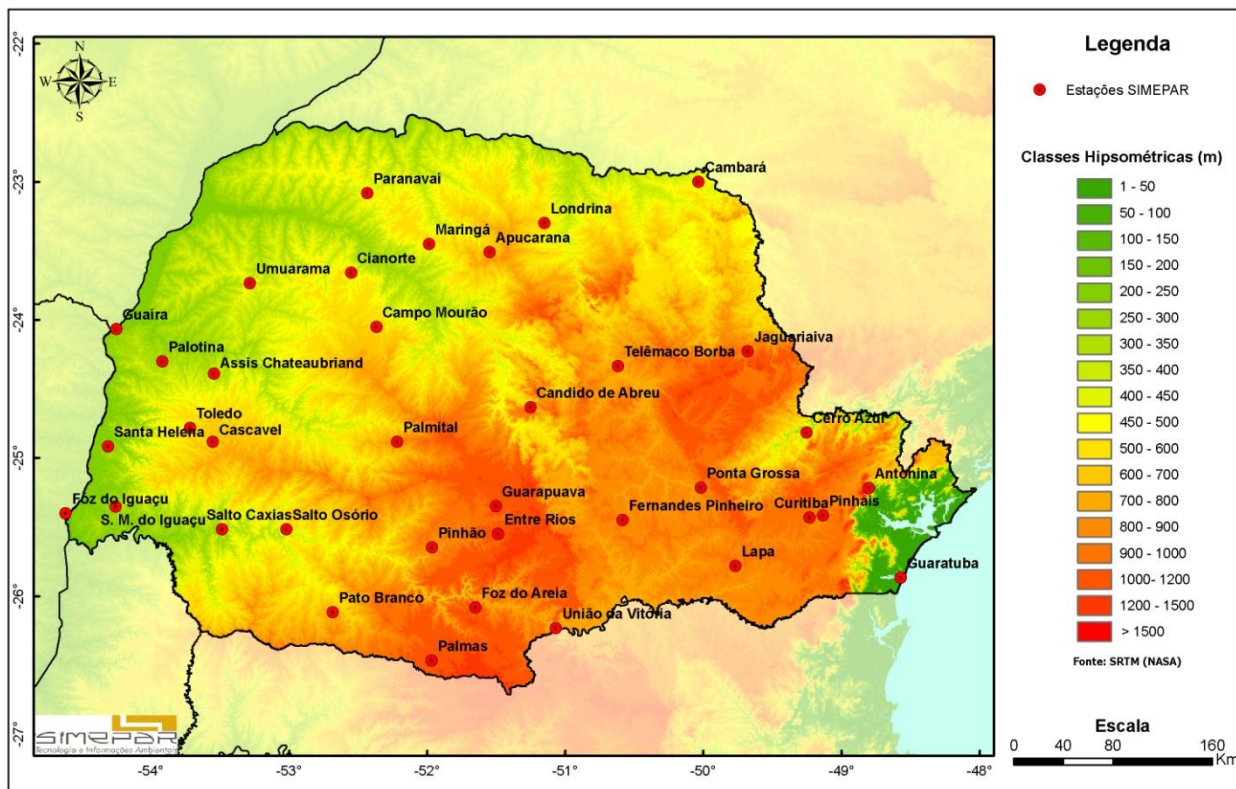 Legenda
Estações SIMEPAR
Classes Hipsométricas (m)
1 - 50
50 - 100
100 - 150
150 - 200
200 - 250
250 - 300
300 - 350
350 - 400
400 - 450
450 - 500
500 - 600
600 - 700
700 - 800
800 - 900
900 - 1000
1000- 1200
1200 - 1500
> 1500
Fonte: SRTM (NASA)
Escala
0 40 80 160
Km
N
W E
S
-22°
-23°
-24°
-25°
-26°
-27°
-54°
-53°
-52°
-51°
-50°
-49°
-48°
Cambará
Paranavaí
Londrina
Maringá
Apucarana
Cianorte
Umuarama
Campo Mourão
Guaíra
Palotina
Assis Chateaubriand
Jaguariaiva
Telêmaco Borba
Candido de Abreu
Toledo
Cascavel
Santa Helena
Palmital
Cerro Azul
Ponta Grossa
Antonina
Foz do Iguaçu
S. M. do Iguaçu
Salto Caxias
Salto Osório
Guarapuava
Entre Rios
Fernandes Pinheiro
Curitiba
Pinhais
Pinhão
Lapa
Guaratuba
Foz do Areia
Pato Branco
União da Vitória
Palmas
SIMEPAR
Tecnologia e Informações Ambientais